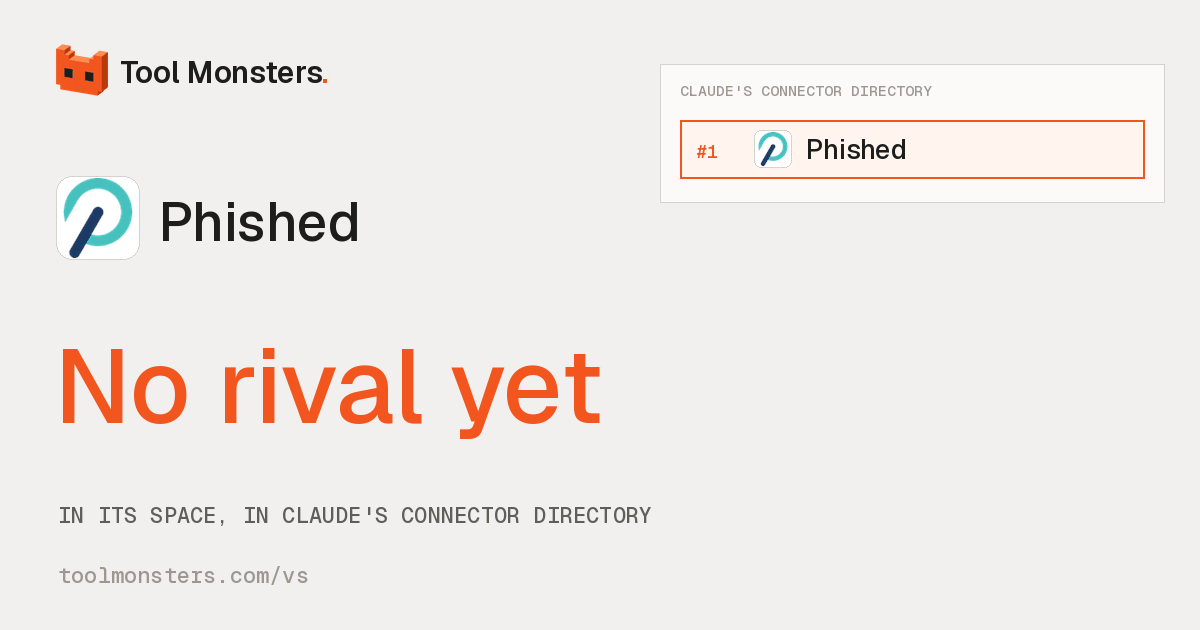 Tool Monsters.
CLAUDE'S CONNECTOR DIRECTORY
#1 Phished
Phished
No rival yet
IN ITS SPACE, IN CLAUDE'S CONNECTOR DIRECTORY
toolmonsters.com/vs